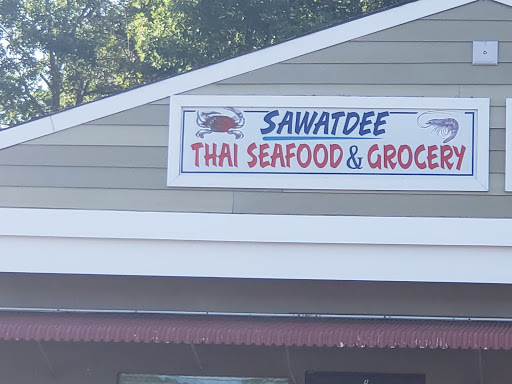 SAWATDEE
THAI SEAFOOD & GROCERY